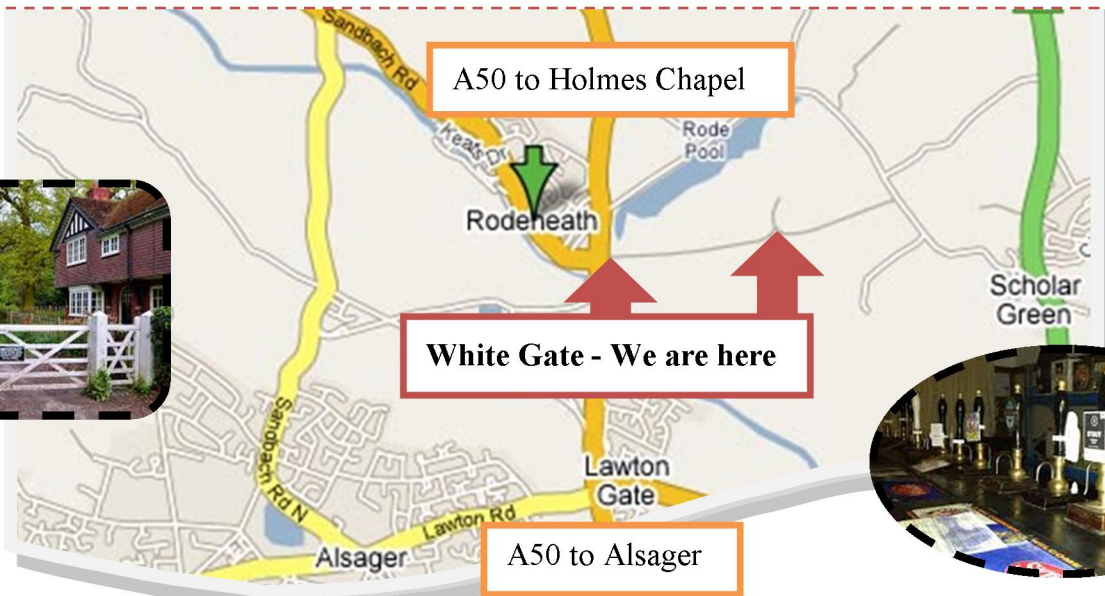 Sandbach Rd
A50 to Holmes Chapel
Keats Dr
Rode
Pool
Rodeheath
Scholar
Green
White Gate - We are here
Sandbach Rd N
Lawton
Gate
Lawton Rd
Alsager
A50 to Alsager